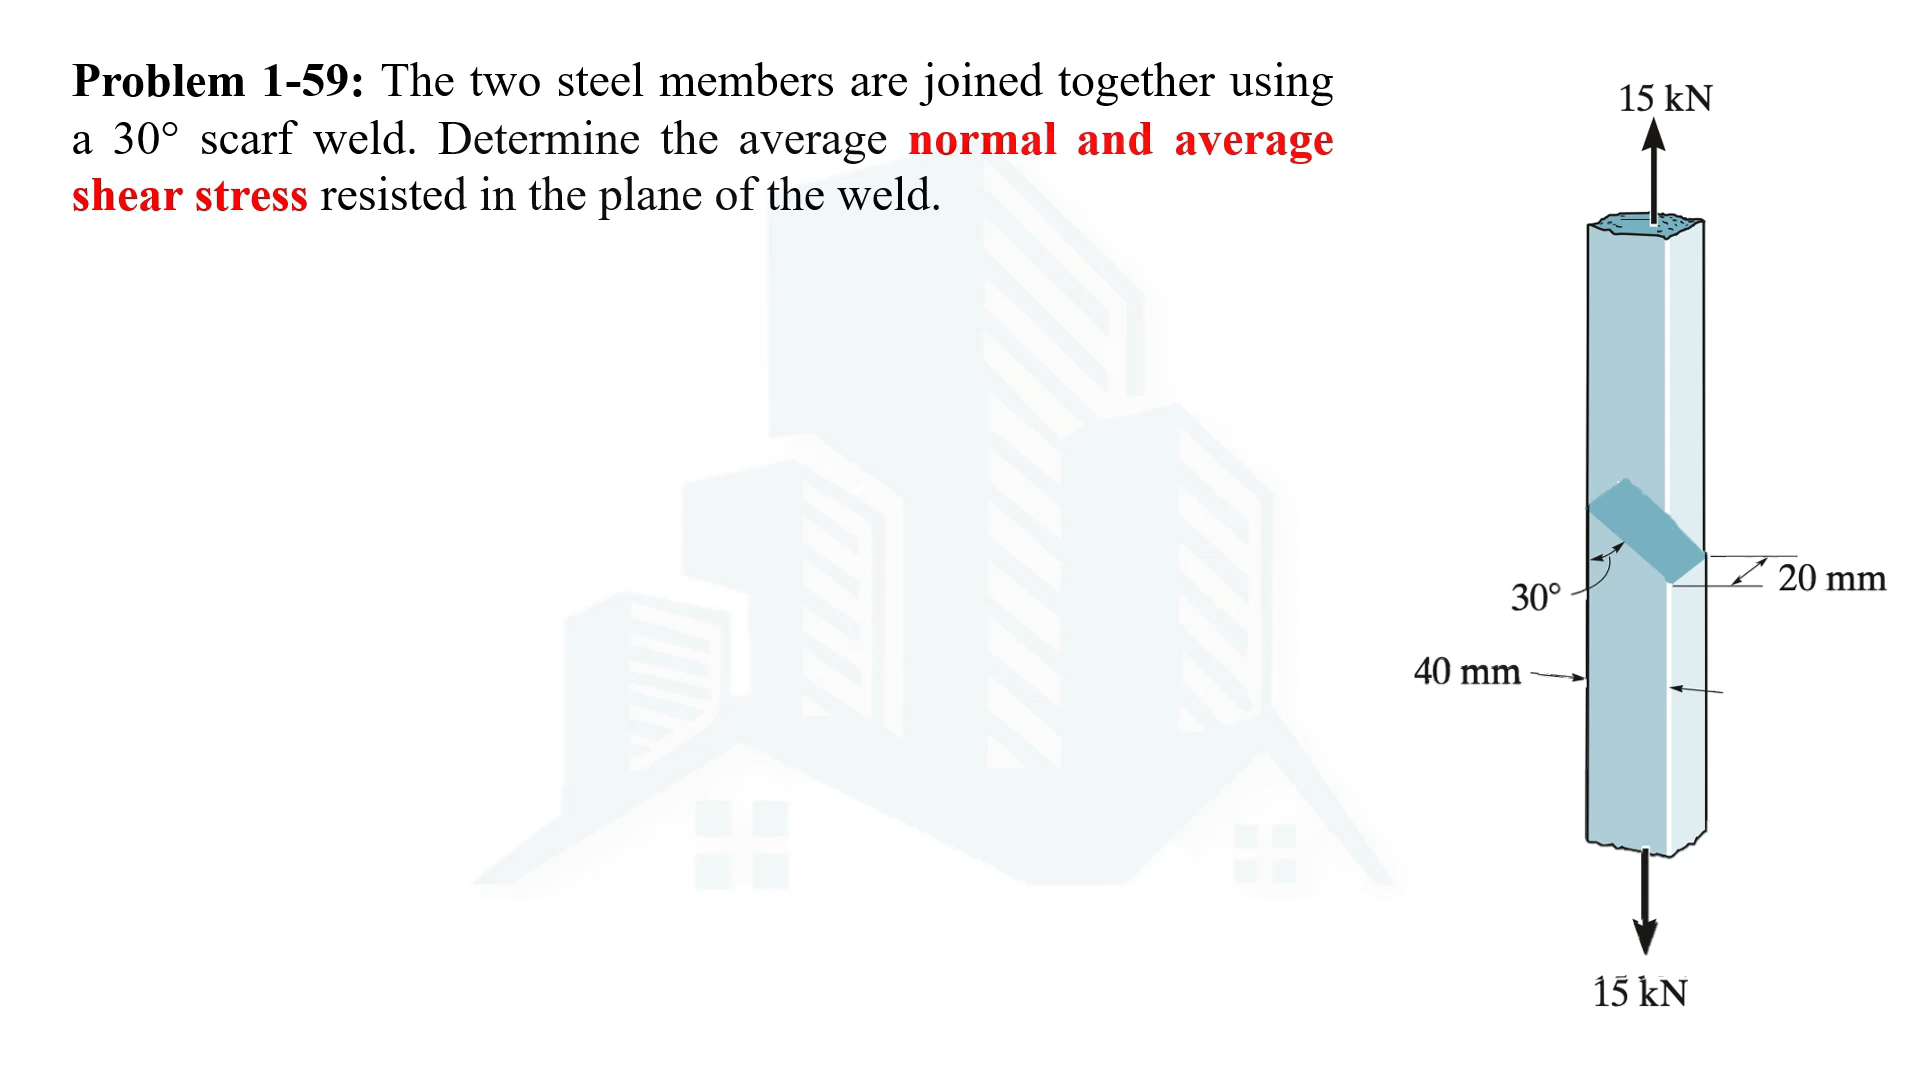 Problem 1-59: The two steel members are joined together using
a 30° scarf weld. Determine the average normal and average
shear stress resisted in the plane of the weld.
15 kN
20 mm
30°
40 mm
15 kN